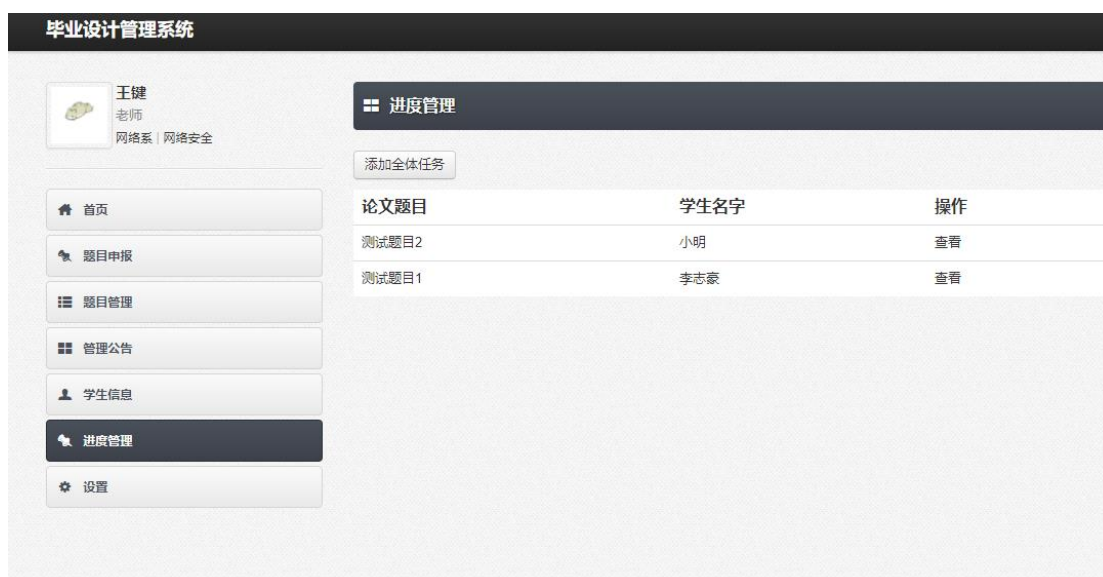 毕业设计管理系统
王键
老师
网络系 | 网络安全
首页
题目申报
题目管理
管理公告
学生信息
进度管理
设置
进度管理
添加全体任务
论文题目 学生名字 操作
测试题目2 小明 查看
测试题目1 李志豪 查看